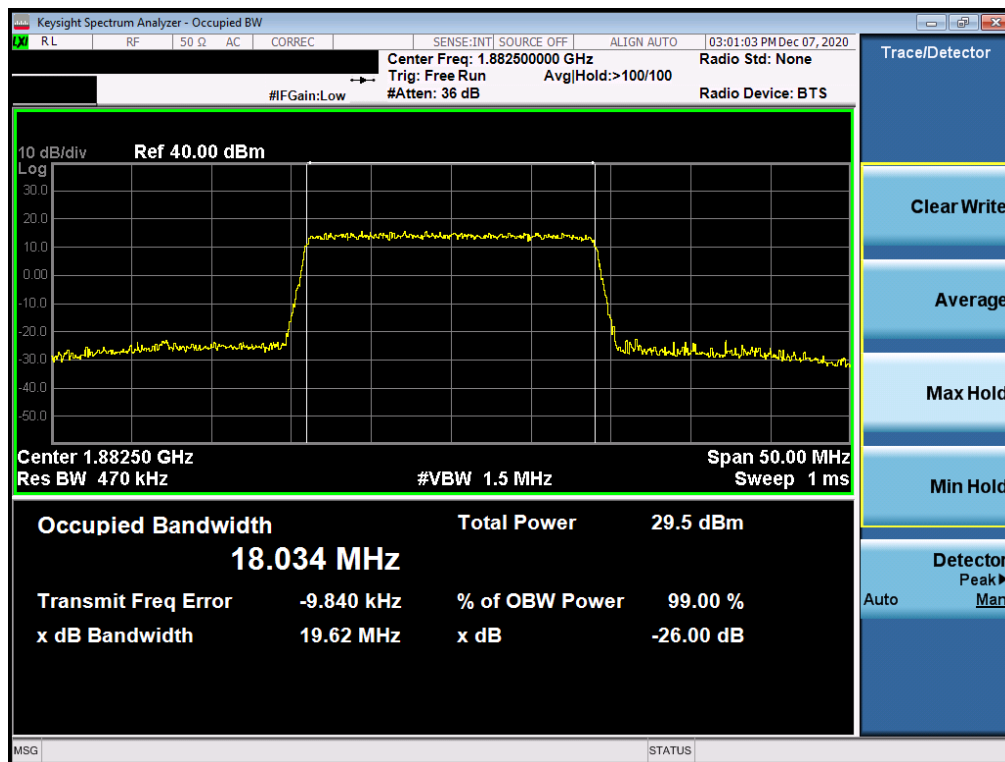 Keysight Spectrum Analyzer - Occupied BW
LXI RL RF 50 Ω AC CORREC SENSE:INT SOURCE OFF ALIGN AUTO 03:01:03 PM Dec 07, 2020
Center Freq: 1.882500000 GHz Radio Std: None
Trig: Free Run Avg|Hold:>100/100
#IFGain:Low #Atten: 36 dB Radio Device: BTS
10 dB/div Ref 40.00 dBm
Log
30.0
20.0
10.0
0.00
-10.0
-20.0
-30.0
-40.0
-50.0
Center 1.88250 GHz Span 50.00 MHz
Res BW 470 kHz #VBW 1.5 MHz Sweep 1 ms
Occupied Bandwidth Total Power 29.5 dBm
18.034 MHz
Transmit Freq Error -9.840 kHz % of OBW Power 99.00 %
x dB Bandwidth 19.62 MHz x dB -26.00 dB
MSG STATUS
Trace/Detector
Clear Write
Average
Max Hold
Min Hold
Detector
Peak▶
Auto Man